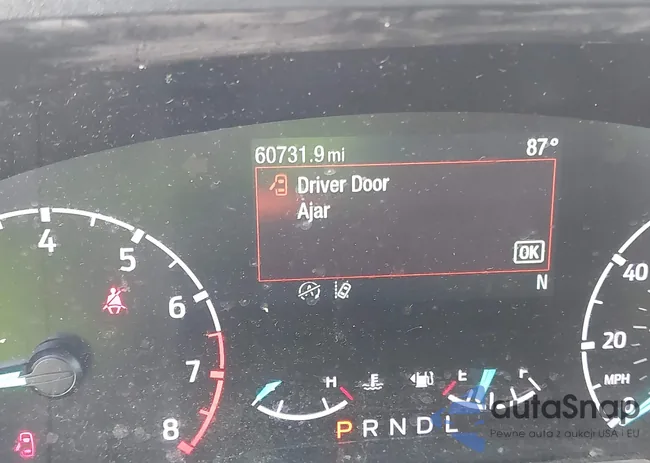 60731.9 mi 87°
Driver Door
Ajar
OK
N
4
5
6
7
8
40
20
MPH
H E F
P R N D L
autaSnap
Pewne auta z aukcji USA i EU